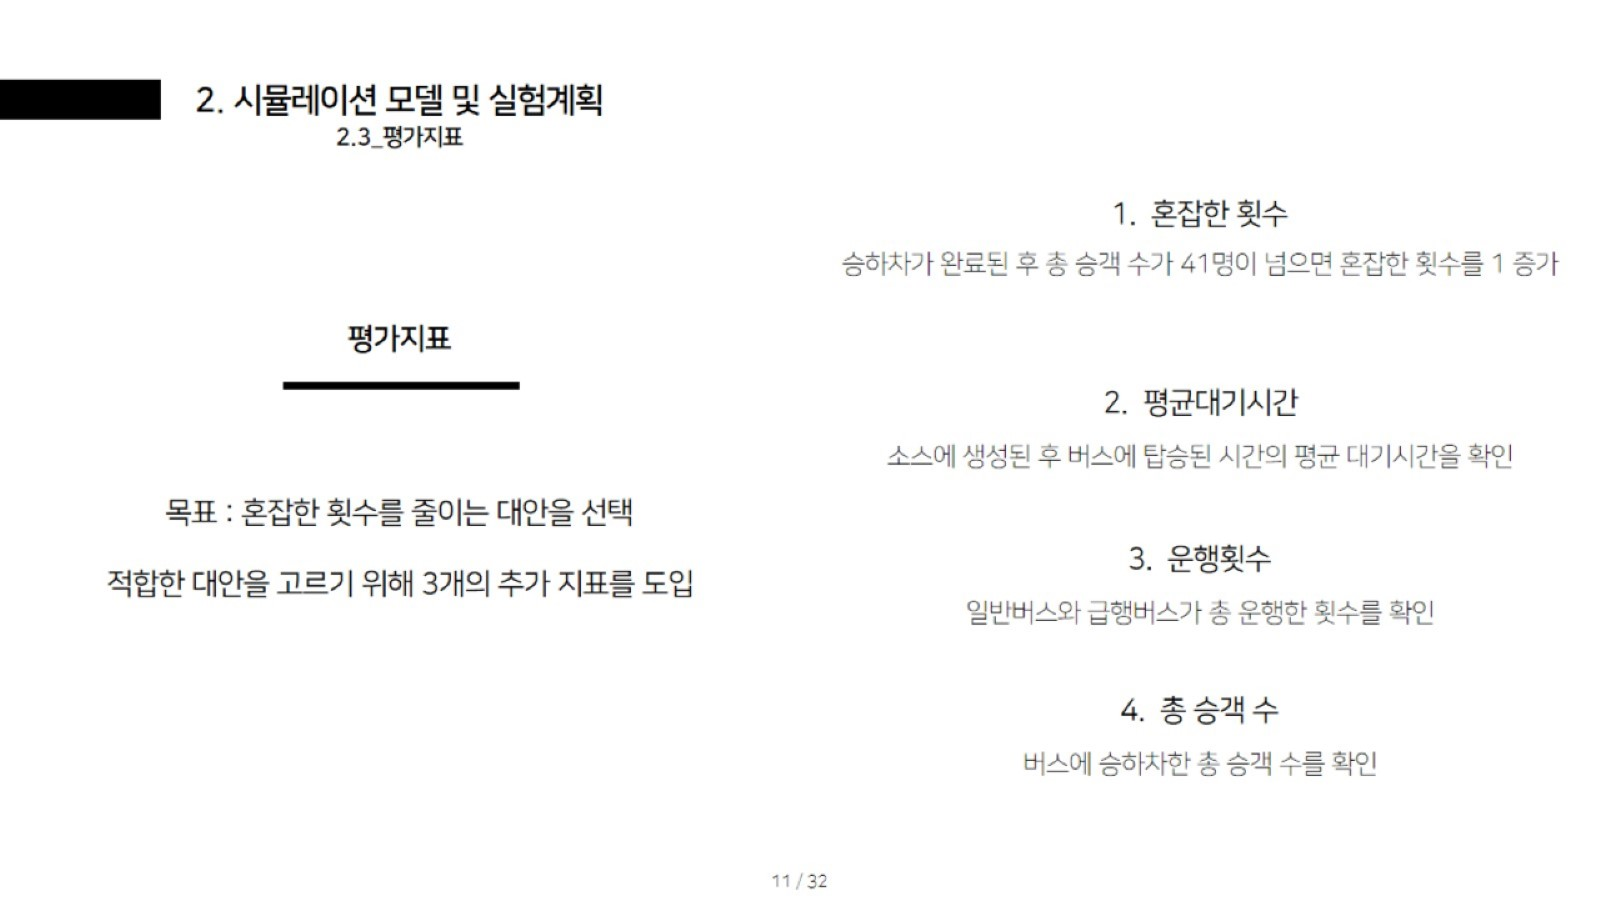 2. 시뮬레이션 모델 및 실험계획
2.3_평가지표
평가지표
목표 : 혼잡한 횟수를 줄이는 대안을 선택
적합한 대안을 고르기 위해 3개의 추가 지표를 도입
1. 혼잡한 횟수
승하차가 완료된 후 총 승객 수가 41명이 넘으면 혼잡한 횟수를 1 증가
2. 평균대기시간
소스에 생성된 후 버스에 탑승된 시간의 평균 대기시간을 확인
3. 운행횟수
일반버스와 급행버스가 총 운행한 횟수를 확인
4. 총 승객 수
버스에 승하차한 총 승객 수를 확인
11 / 32